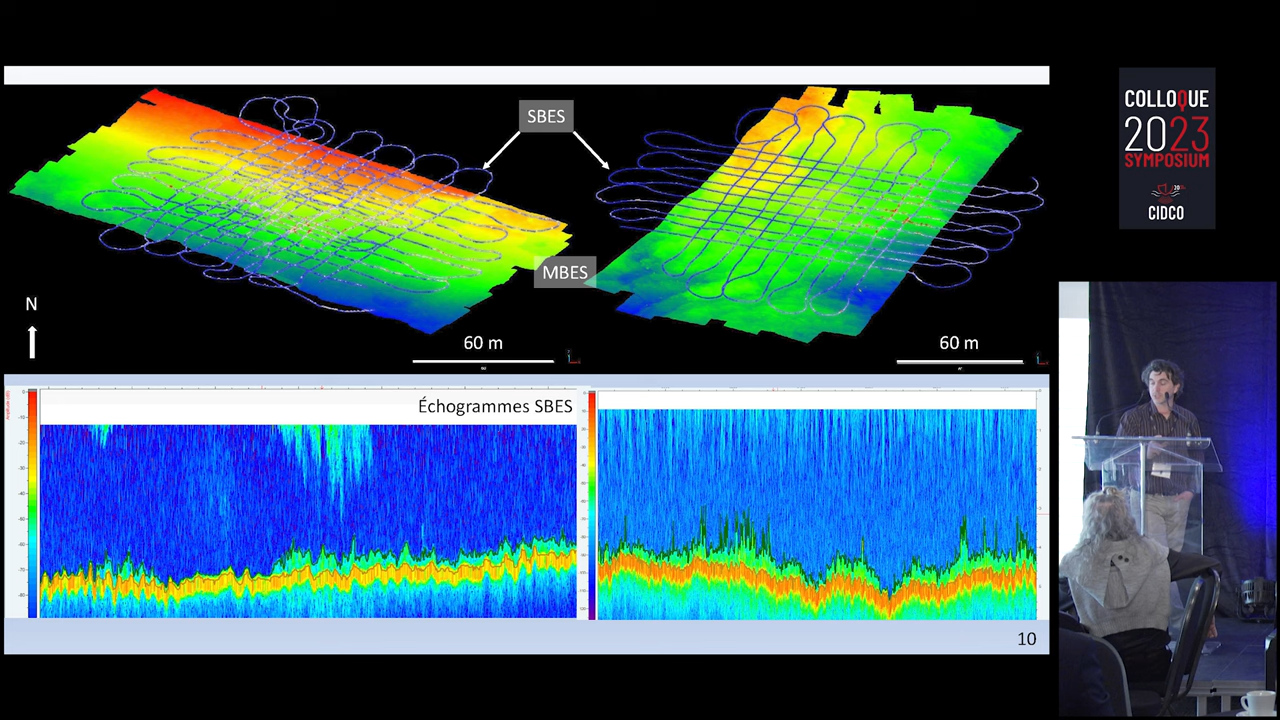 SBES
MBES
N
60 m
60 m
Échogrammes SBES
10
COLLOQUE
2023
SYMPOSIUM
CIDCO